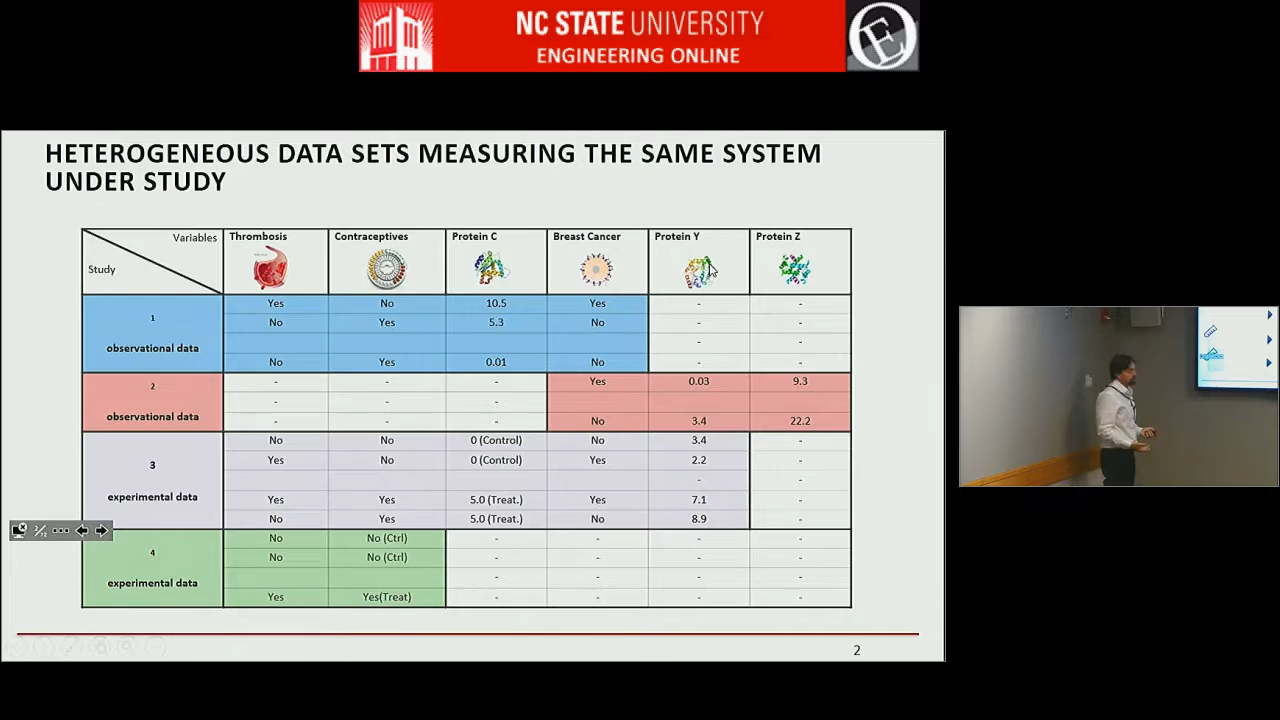 NC STATE UNIVERSITY
ENGINEERING ONLINE
HETEROGENEOUS DATA SETS MEASURING THE SAME SYSTEM
UNDER STUDY
Variables
Study
Thrombosis Contraceptives Protein C Breast Cancer Protein Y Protein Z
1
observational data
Yes No 10.5 Yes - -
No Yes 5.3 No - -
- -
No Yes 0.01 No - -
2
observational data
- - - Yes 0.03 9.3
- - -
- - - No 3.4 22.2
3
experimental data
No No 0 (Control) No 3.4 -
Yes No 0 (Control) Yes 2.2 -
- -
Yes Yes 5.0 (Treat.) Yes 7.1 -
No Yes 5.0 (Treat.) No 8.9 -
4
experimental data
No No (Ctrl) - - - -
No No (Ctrl) - - - -
- - - -
Yes Yes(Treat) - - - -
2